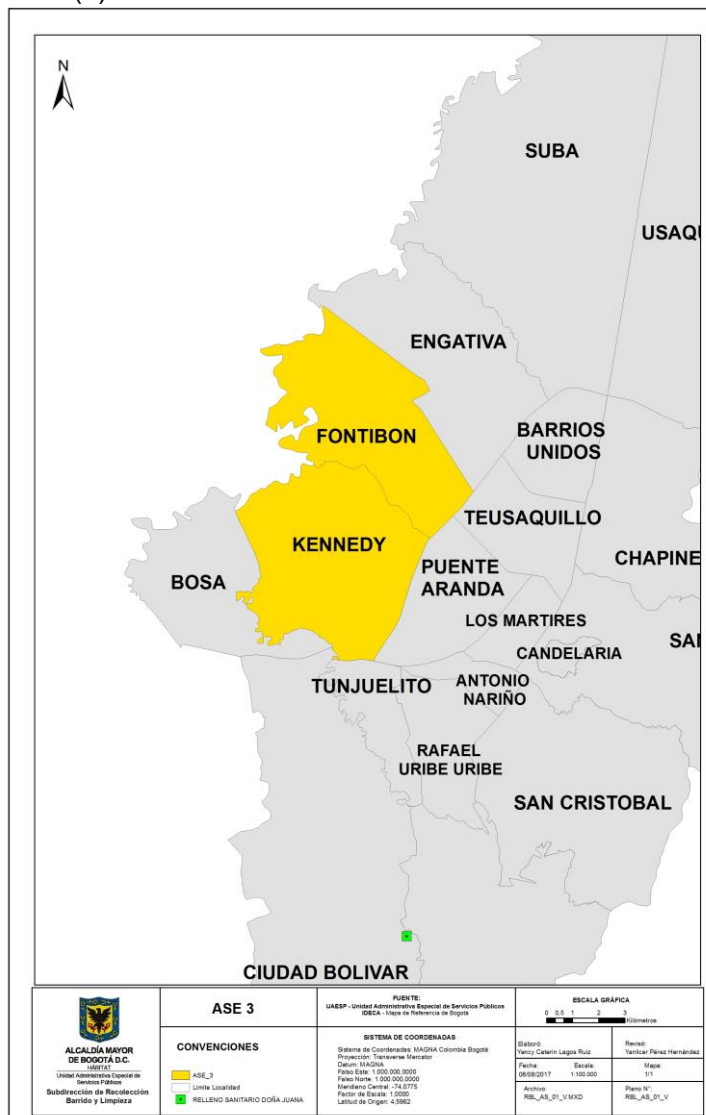 N
SUBA
USAQU
ENGATIVA
FONTIBON
BARRIOS
UNIDOS
TEUSAQUILLO
KENNEDY
CHAPINE
PUENTE
ARANDA
BOSA
LOS MARTIRES
SAN
CANDELARIA
TUNJUELITO
ANTONIO
NARIÑO
RAFAEL
URIBE URIBE
SAN CRISTOBAL
CIUDAD BOLIVAR
ALCALDÍA MAYOR
DE BOGOTÁ D.C.
HÁBITAT
Unidad Administrativa Especial de
Servicios Públicos
Subdirección de Recolección
Barrido y Limpieza
ASE 3
CONVENCIONES
ASE_3
Limite Localidad
RELLENO SANITARIO DOÑA JUANA
FUENTE:
UAESP - Unidad Administrativa Especial de Servicios Públicos
IDECA - Mapa de Referencia de Bogotá
SISTEMA DE COORDENADAS
Sistema de Coordenadas: MAGNA Colombia Bogotá
Proyección: Transverse Mercator
Datum: MAGNA
Falso Este: 1.000.000,0000
Falso Norte: 1.000.000,0000
Meridiano Central: -74,0775
Factor de Escala: 1,0000
Latitud de Origen: 4,5962
ESCALA GRÁFICA
0 0.5 1 2 3
Kilómetros
Elaboró:
Yency Caterin Lagos Ruiz
Revisó:
Yanilcer Pérez Hernández
Fecha:
08/08/2017
Escala:
1:100.000
Mapa:
1/1
Archivo:
RBL_AS_01_V.MXD
Plano N°:
RBL_AS_01_V